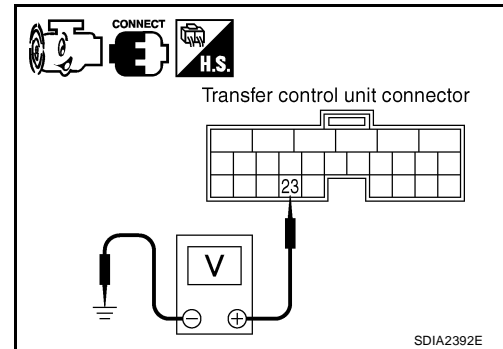 CONNECT
H.S.
Transfer control unit connector
23
V
− +
SDIA2392E